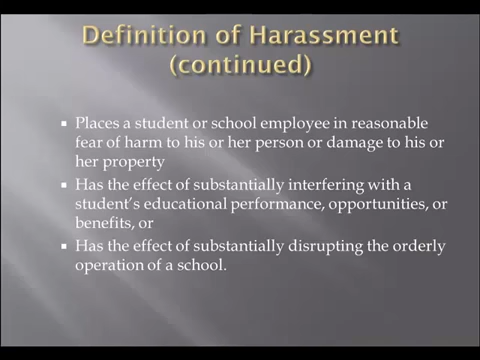 Definition of Harassment
(continued)
▪ Places a student or school employee in reasonable
fear of harm to his or her person or damage to his or
her property
▪ Has the effect of substantially interfering with a
student's educational performance, opportunities, or
benefits, or
▪ Has the effect of substantially disrupting the orderly
operation of a school.